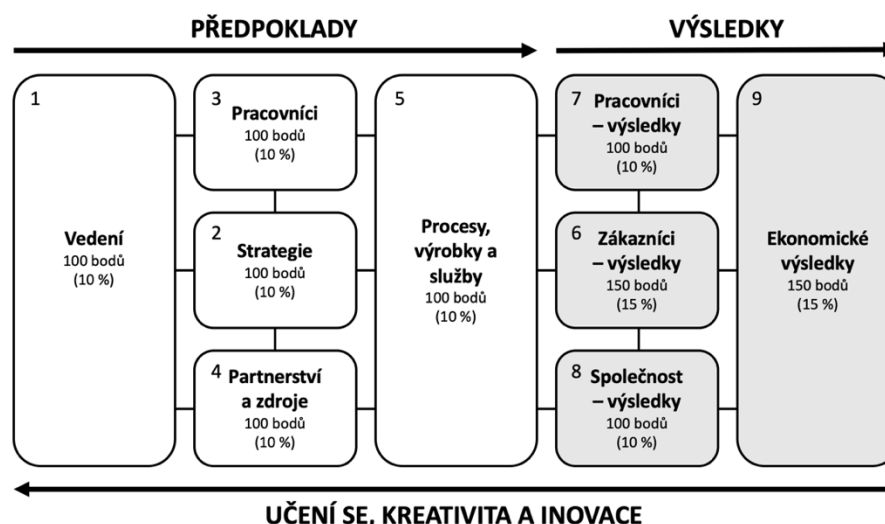 PŘEDPOKLADY
VÝSLEDKY
1
Vedení
100 bodů
(10 %)
3
Pracovníci
100 bodů
(10 %)
2
Strategie
100 bodů
(10 %)
4
Partnerství
a zdroje
100 bodů
(10 %)
5
Procesy,
výrobky a
služby
100 bodů
(10 %)
7
Pracovníci
– výsledky
100 bodů
(10 %)
6
Zákazníci
– výsledky
150 bodů
(15 %)
8
Společnost
– výsledky
100 bodů
(10 %)
9
Ekonomické
výsledky
150 bodů
(15 %)
UČENÍ SE, KREATIVITA A INOVACE